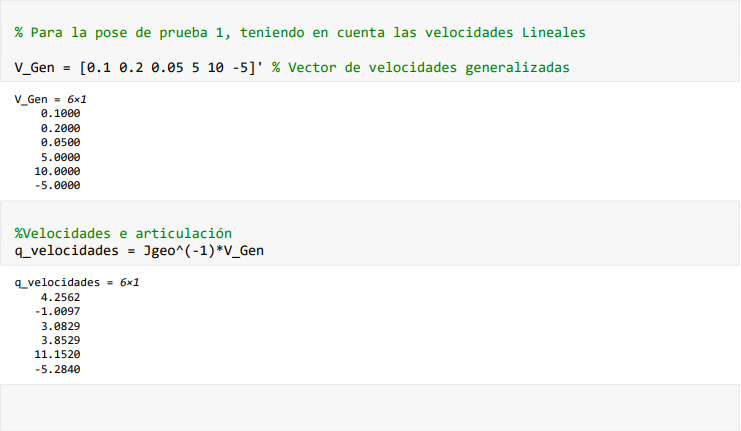 % Para la pose de prueba 1, teniendo en cuenta las velocidades Lineales
V_Gen = [0.1 0.2 0.05 5 10 -5]' % Vector de velocidades generalizadas
V_Gen = 6×1
0.1000
0.2000
0.0500
5.0000
10.0000
-5.0000
%Velocidades e articulación
q_velocidades = Jgeo^(-1)*V_Gen
q_velocidades = 6×1
4.2562
-1.0097
3.0829
3.8529
11.1520
-5.2840